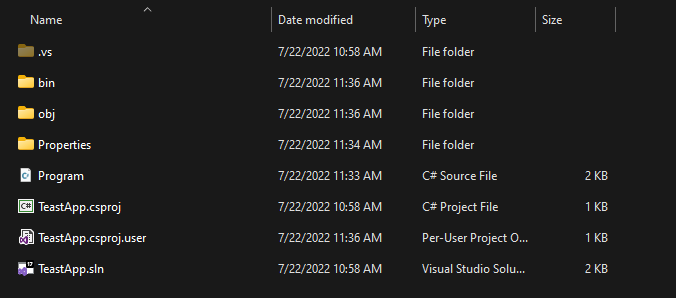 Name Date modified Type Size
.vs 7/22/2022 10:58 AM File folder
bin 7/22/2022 11:36 AM File folder
obj 7/22/2022 11:36 AM File folder
Properties 7/22/2022 11:34 AM File folder
Program 7/22/2022 11:33 AM C# Source File 2 KB
C# TeastApp.csproj 7/22/2022 10:58 AM C# Project File 1 KB
TeastApp.csproj.user 7/22/2022 11:36 AM Per-User Project O... 1 KB
17 TeastApp.sln 7/22/2022 10:58 AM Visual Studio Solu... 2 KB